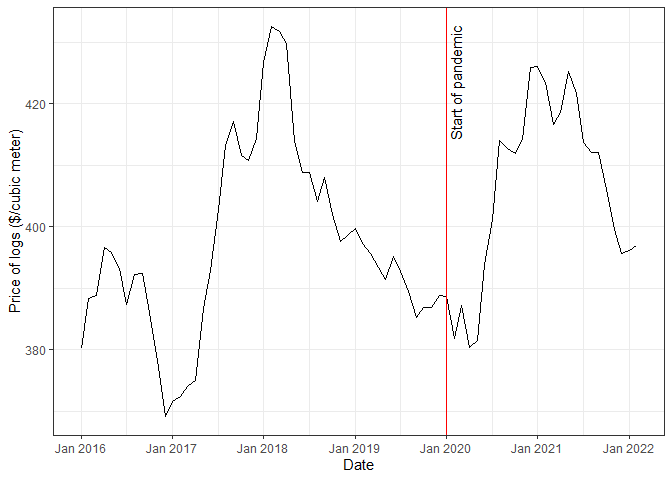 Start of pandemic
Price of logs ($/cubic meter)
420
400
380
Jan 2016
Jan 2017
Jan 2018
Jan 2019
Jan 2020
Jan 2021
Jan 2022
Date